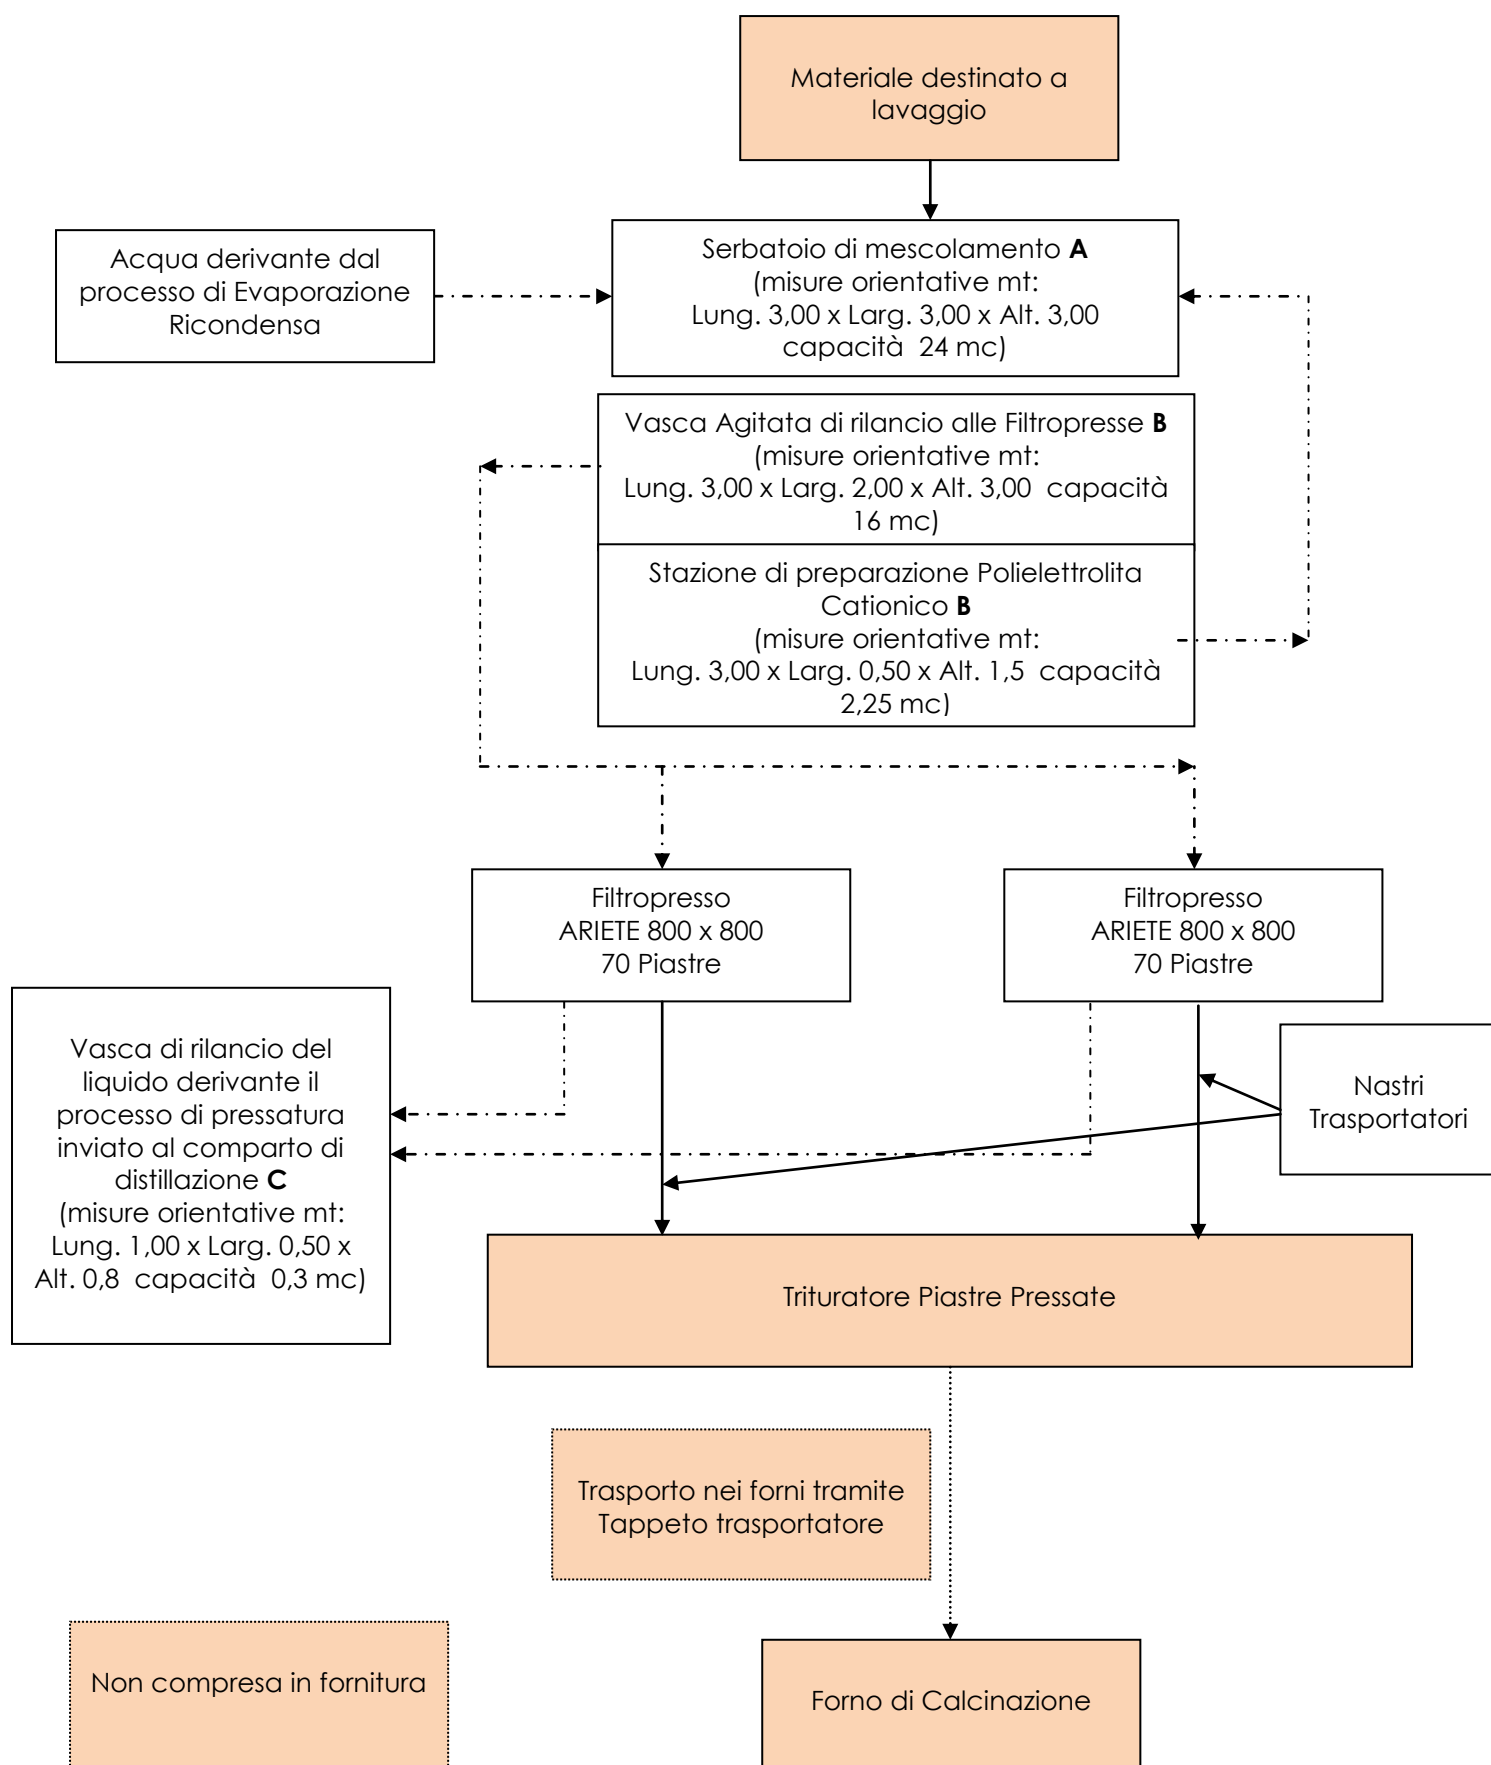 Materiale destinato a
lavaggio
Acqua derivante dal
processo di Evaporazione
Ricondensa
Serbatoio di mescolamento A
(misure orientative mt:
Lung. 3,00 x Larg. 3,00 x Alt. 3,00
capacità  24 mc)
Vasca Agitata di rilancio alle Filtropresse B
(misure orientative mt:
Lung. 3,00 x Larg. 2,00 x Alt. 3,00  capacità
16 mc)
Stazione di preparazione Polielettrolita
Cationico B
(misure orientative mt:
Lung. 3,00 x Larg. 0,50 x Alt. 1,5  capacità
2,25 mc)
Filtropresso
ARIETE 800 x 800
70 Piastre
Filtropresso
ARIETE 800 x 800
70 Piastre
Vasca di rilancio del
liquido derivante il
processo di pressatura
inviato al comparto di
distillazione C
(misure orientative mt:
Lung. 1,00 x Larg. 0,50 x
Alt. 0,8  capacità  0,3 mc)
Nastri
Trasportatori
Trituratore Piastre Pressate
Trasporto nei forni tramite
Tappeto trasportatore
Non compresa in fornitura
Forno di Calcinazione